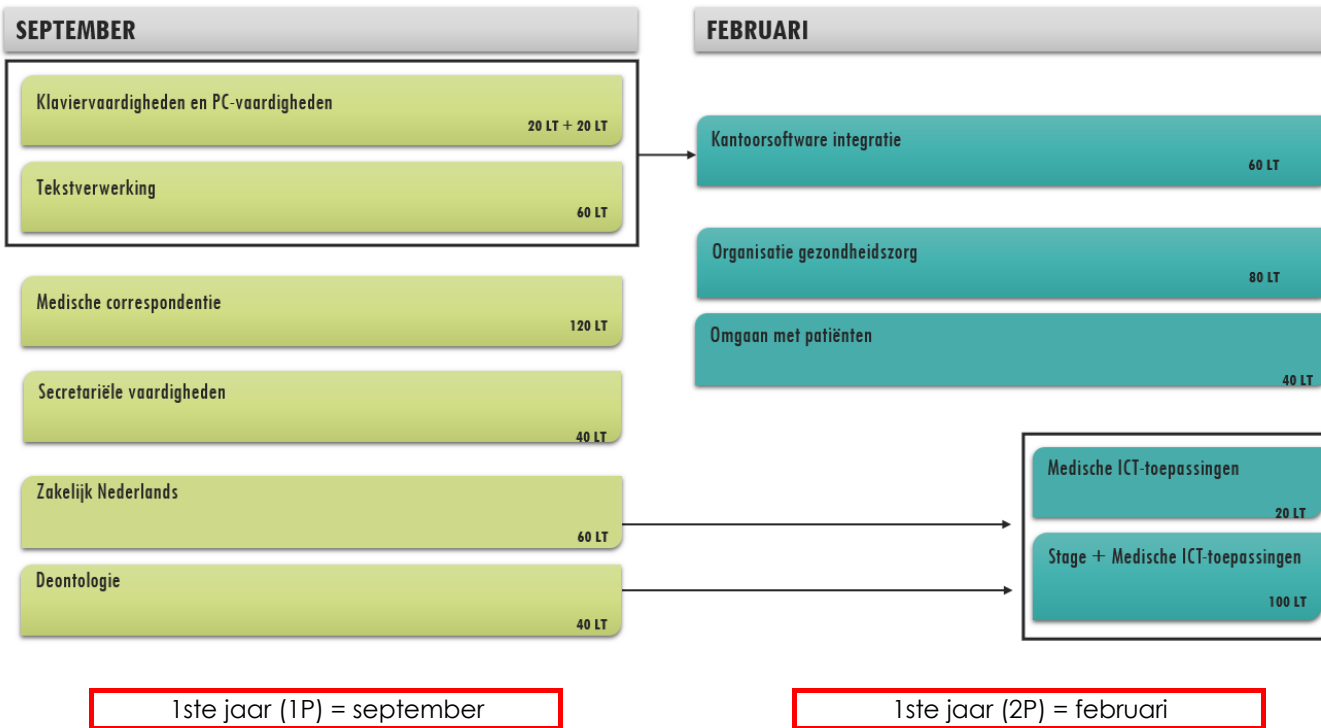 SEPTEMBER
Klaviervaardigheden en PC-vaardigheden
20 LT + 20 LT
Tekstverwerking
60 LT
Medische correspondentie
120 LT
Secretariële vaardigheden
40 LT
Zakelijk Nederlands
60 LT
Deontologie
40 LT
1ste jaar (1P) = september
FEBRUARI
Kantoorsoftware integratie
60 LT
Organisatie gezondheidszorg
80 LT
Omgaan met patiënten
40 LT
Medische ICT-toepassingen
20 LT
Stage + Medische ICT-toepassingen
100 LT
1ste jaar (2P) = februari